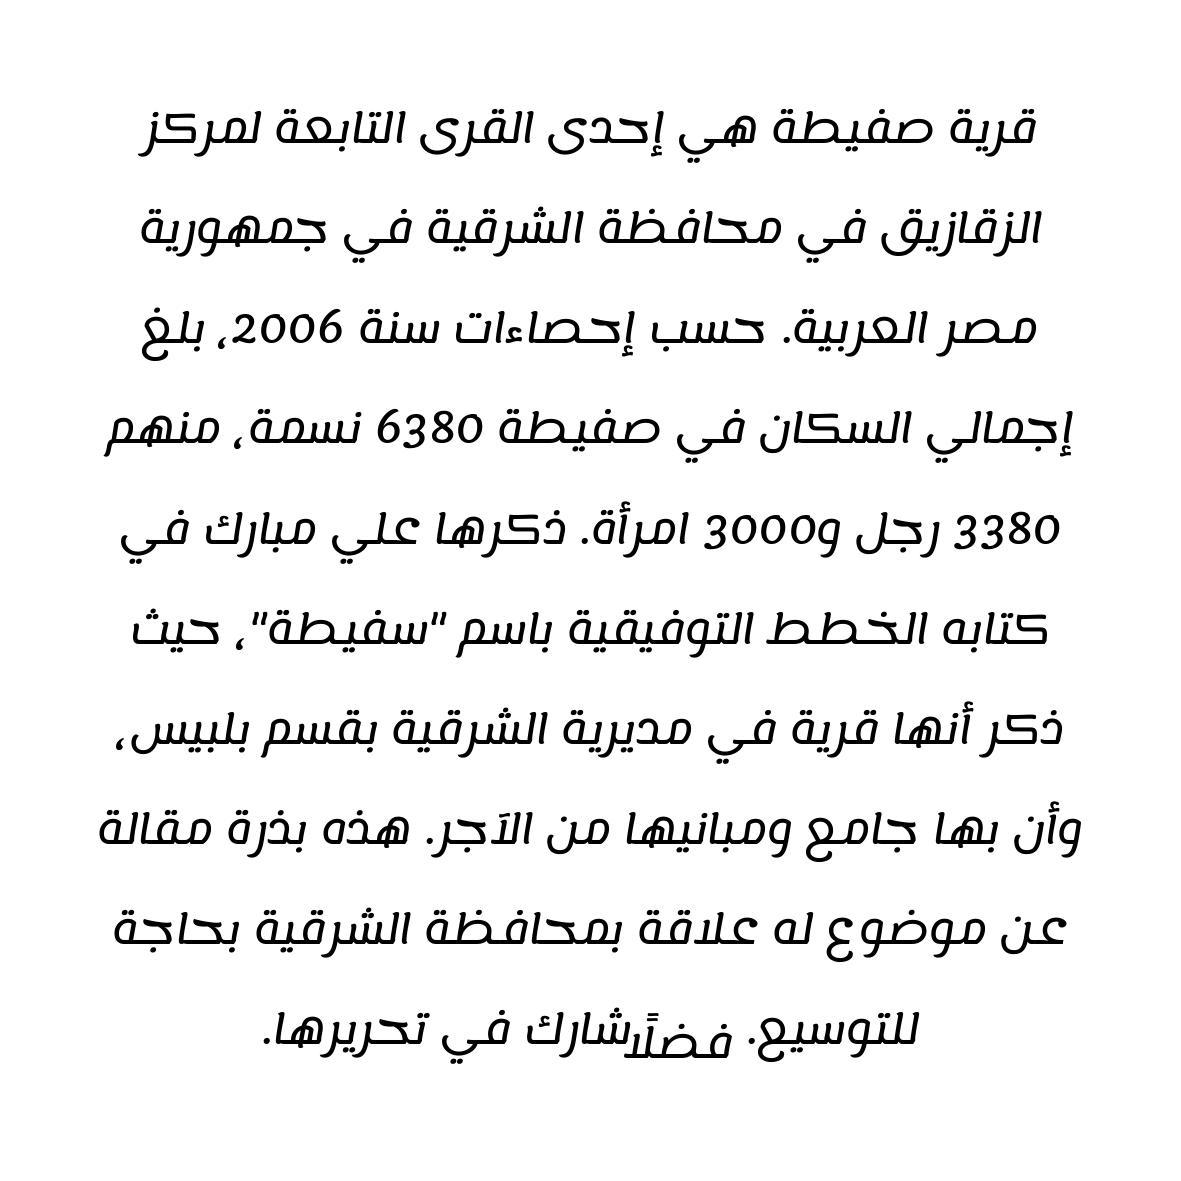 قرية صفيطة هي إحدى القرى التابعة لمركز
الزقازيق في محافظة الشرقية في جمهورية
مصر العربية. حسب إحصاءات سنة 2006، بلغ
إجمالي السكان في صفيطة 6380 نسمة، منهم
3380 رجل و3000 امرأة. ذكرها علي مبارك في
كتابه الخطط التوفيقية باسم "سفيطة"، حيث
ذكر أنها قرية في مديرية الشرقية بقسم بلبيس،
وأن بها جامع ومبانيها من الآجر. هذه بذرة مقالة
عن موضوع له علاقة بمحافظة الشرقية بحاجة
للتوسيع. فضلًا شارك في تحريرها.